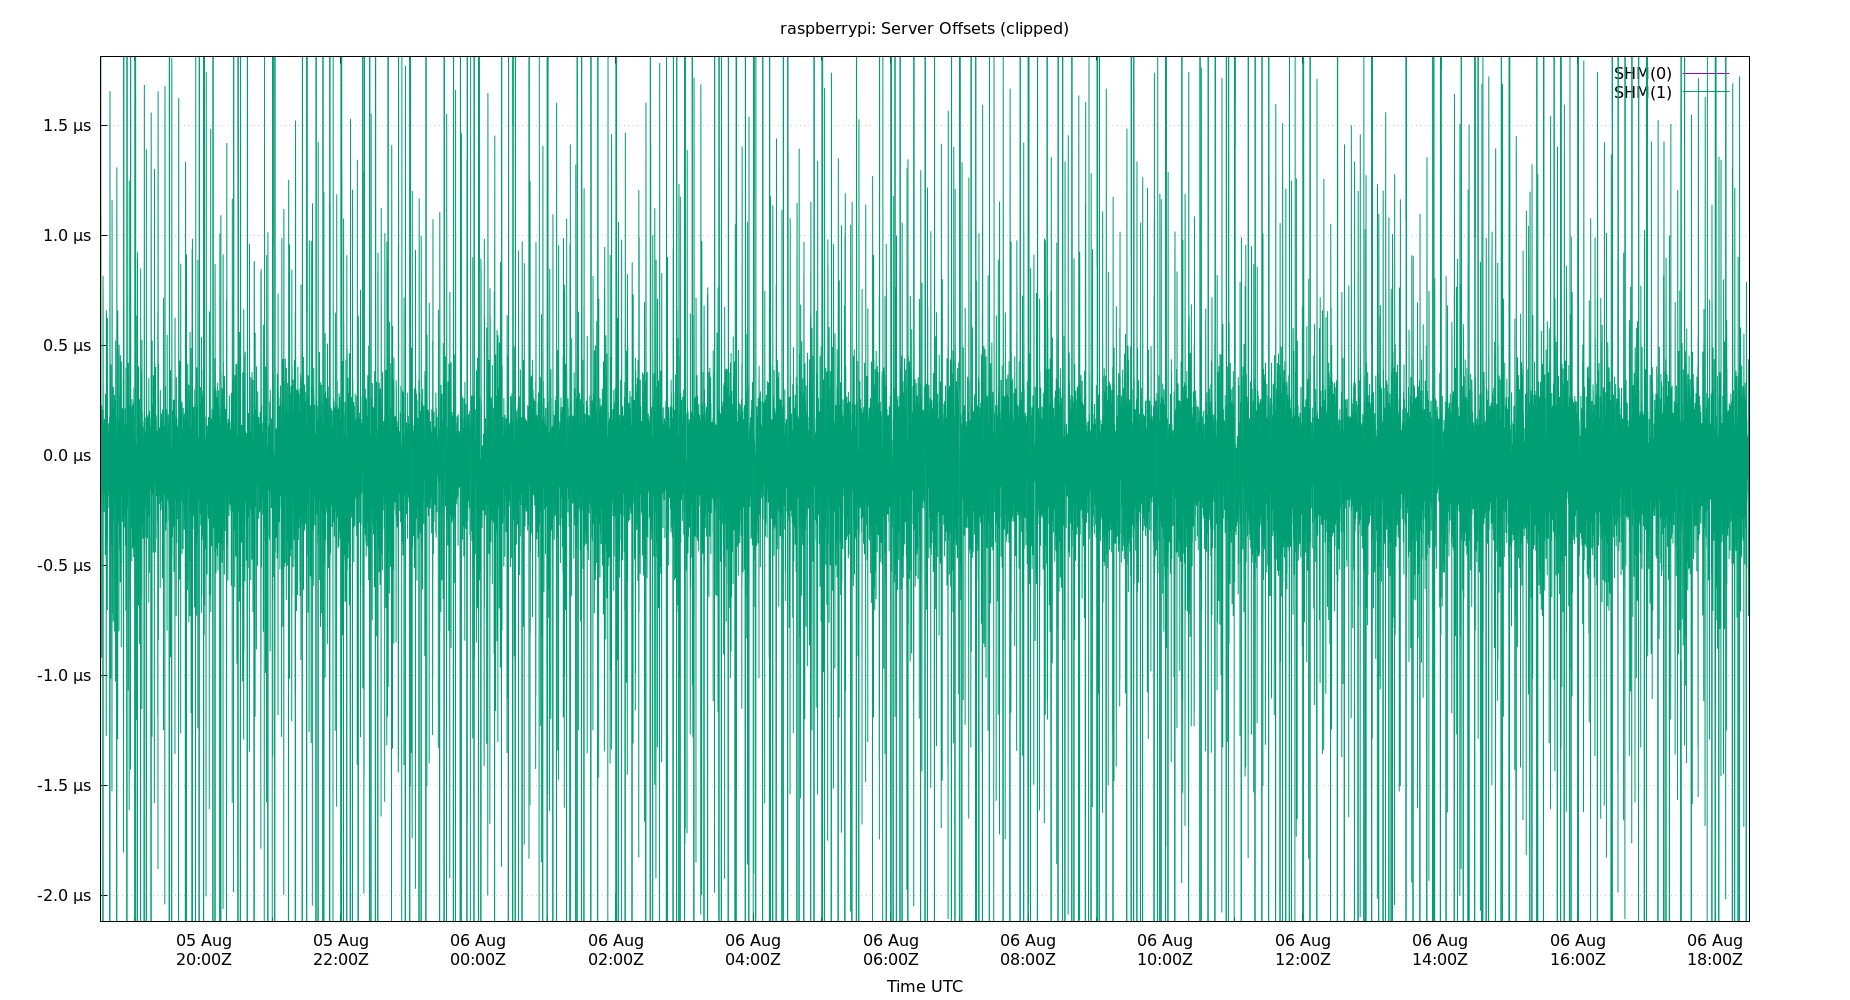 raspberrypi: Server Offsets (clipped)
SHM(0)
SHM(1)
1.5 µs
1.0 µs
0.5 µs
0.0 µs
-0.5 µs
-1.0 µs
-1.5 µs
-2.0 µs
05 Aug 05 Aug 06 Aug 06 Aug 06 Aug 06 Aug 06 Aug 06 Aug 06 Aug 06 Aug 06 Aug 06 Aug
20:00Z 22:00Z 00:00Z 02:00Z 04:00Z 06:00Z 08:00Z 10:00Z 12:00Z 14:00Z 16:00Z 18:00Z
Time UTC